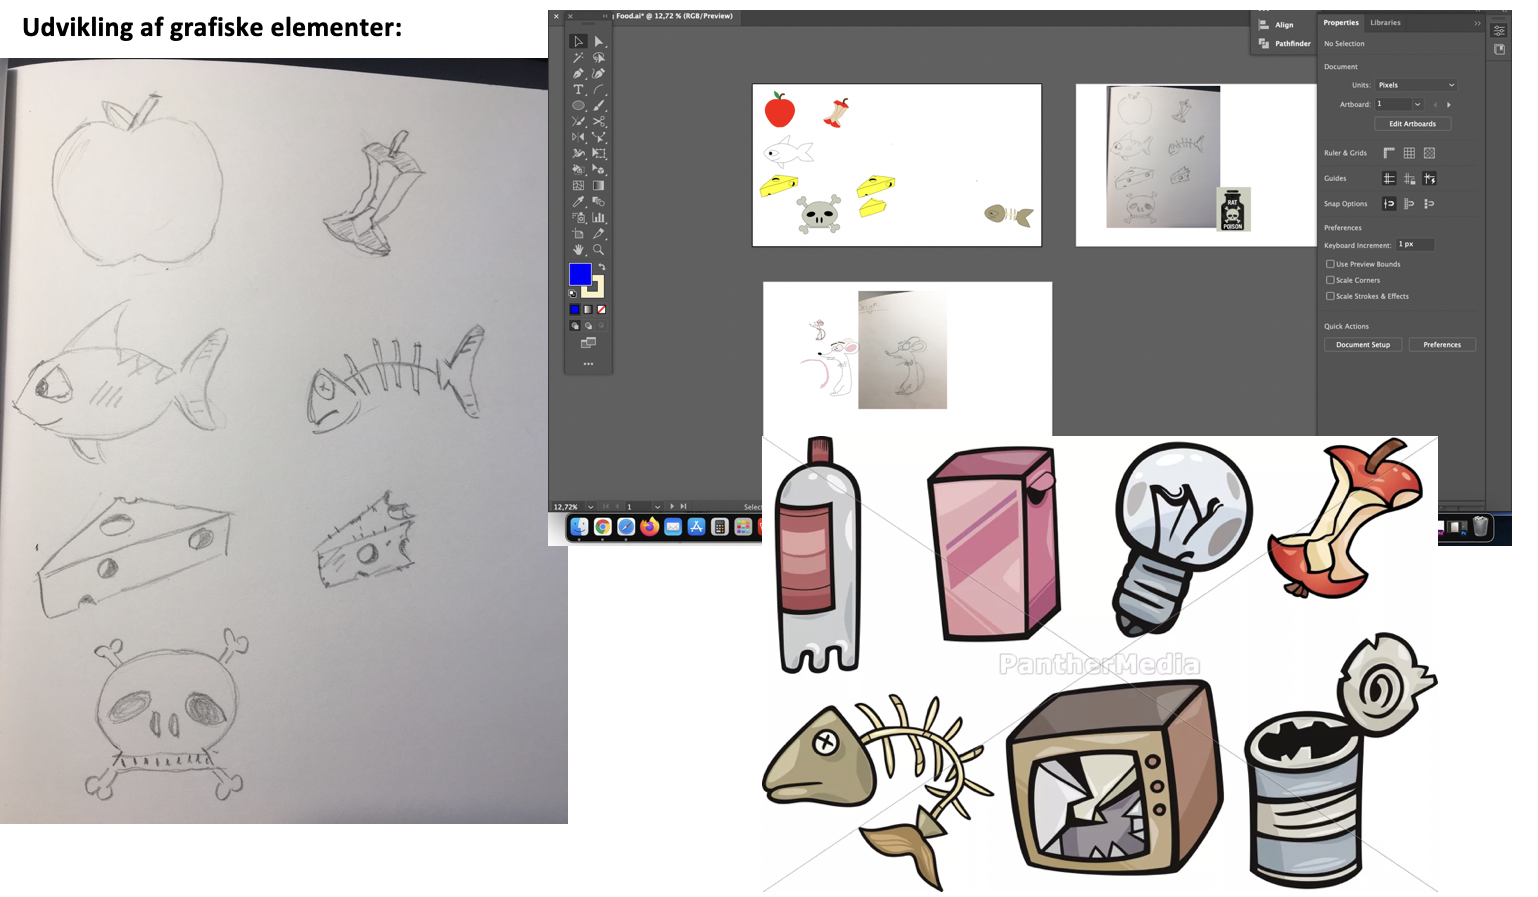 Udvikling af grafiske elementer:
Food.ai* @ 12,72 % (RGB/Preview)
Align
Pathfinder
Properties
Libraries
No Selection
Document
Units:
Pixels
Artboard:
1
Edit Artboards
Ruler & Grids
Guides
Snap Options
Preferences
Keyboard Increment:
1 px
Use Preview Bounds
Scale Corners
Scale Strokes & Effects
Quick Actions
Document Setup
Preferences
RAT
POISON
12,72%
1
Selec
PantherMedia